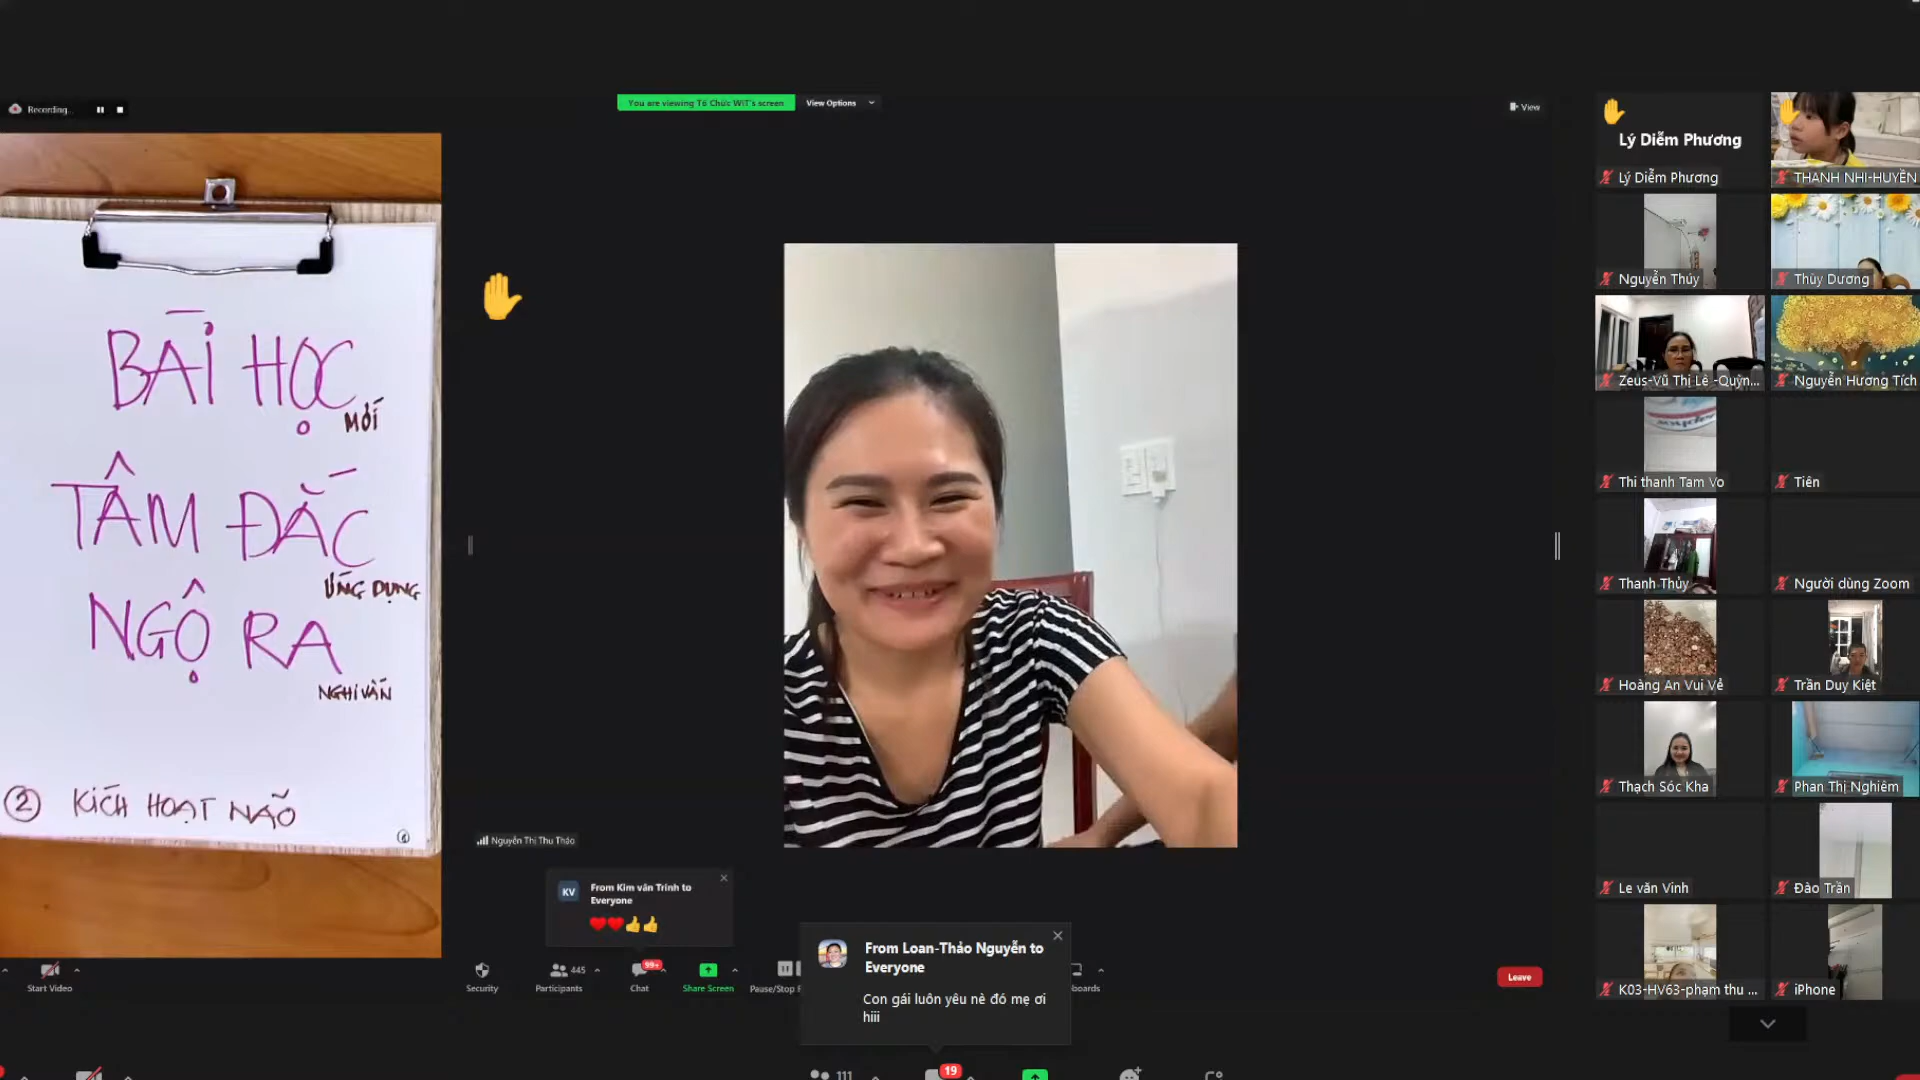 You are viewing Tổ Chức WIT's screen
View Options
Recording...
View
BÀI HỌC
MỚI
TÂM ĐẮC
ỨNG DỤNG
NGỘ RA
NGHI VẤN
2 KÍCH HOẠT NÃO
Nguyễn Thị Thu Thảo
KV
From Kim vân Trinh to
Everyone
From Loan-Thảo Nguyễn to
Everyone
Con gái luôn yêu nè đó mẹ ơi
hiii
Start Video
Security
Participants
445
Chat
99+
Share Screen
Pause/Stop
Leave
111
19
Lý Diễm Phương
Lý Diễm Phương
THANH NHI-HUYỀN
Nguyễn Thúy
Thùy Dương
Zeus-Vũ Thị Lê -Quỳn...
Nguyễn Hương Tích
Thi thanh Tam Vo
Tiên
Thanh Thủy
Người dùng Zoom
Hoàng An Vui Vẻ
Trần Duy Kiệt
Thạch Sóc Kha
Phan Thị Nghiêm
Le văn Vinh
Đào Trần
K03-HV63-phạm thu ...
iPhone